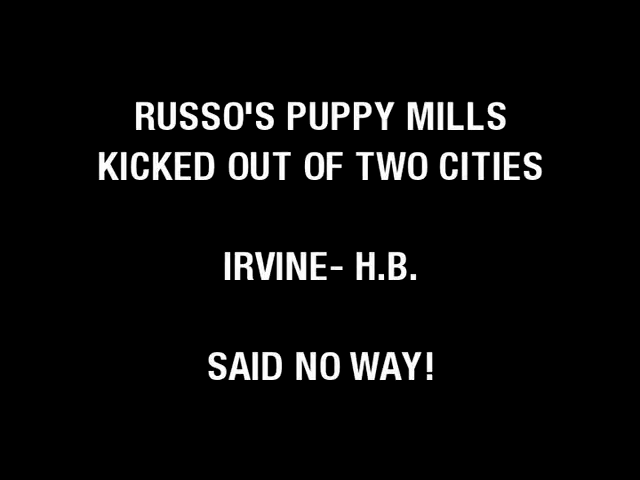 RUSSO'S PUPPY MILLS
KICKED OUT OF TWO CITIES
IRVINE- H.B.
SAID NO WAY!